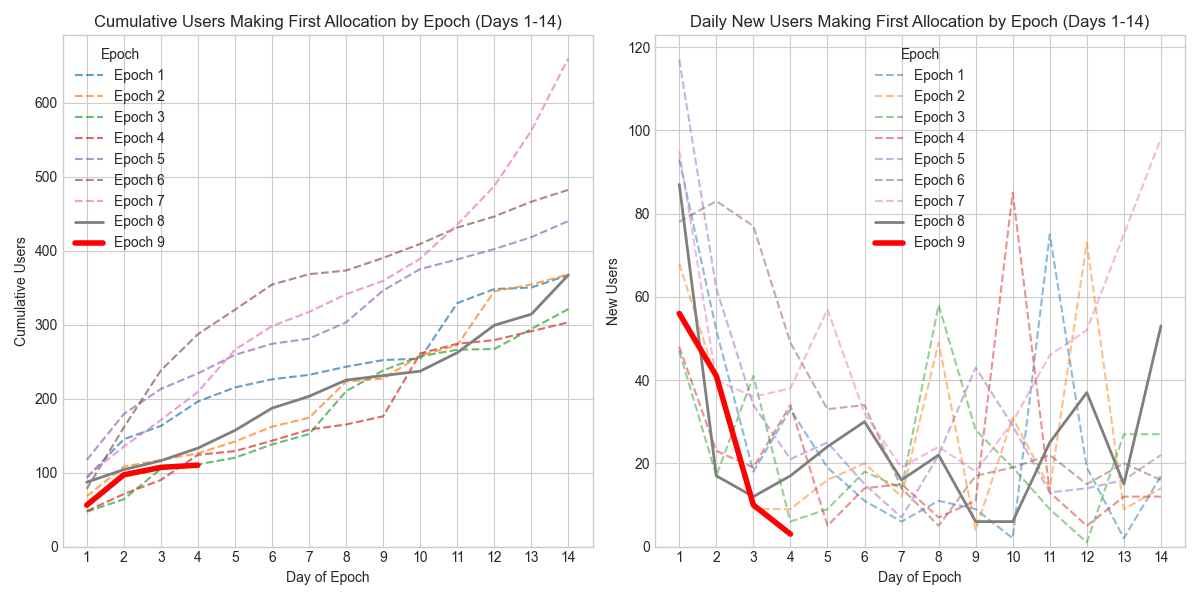 Cumulative Users Making First Allocation by Epoch (Days 1-14)
Cumulative Users
600
500
400
300
200
100
0
Epoch
Epoch 1
Epoch 2
Epoch 3
Epoch 4
Epoch 5
Epoch 6
Epoch 7
Epoch 8
Epoch 9
1 2 3 4 5 6 7 8 9 10 11 12 13 14
Day of Epoch
Daily New Users Making First Allocation by Epoch (Days 1-14)
New Users
120
100
80
60
40
20
0
Epoch
Epoch 1
Epoch 2
Epoch 3
Epoch 4
Epoch 5
Epoch 6
Epoch 7
Epoch 8
Epoch 9
1 2 3 4 5 6 7 8 9 10 11 12 13 14
Day of Epoch